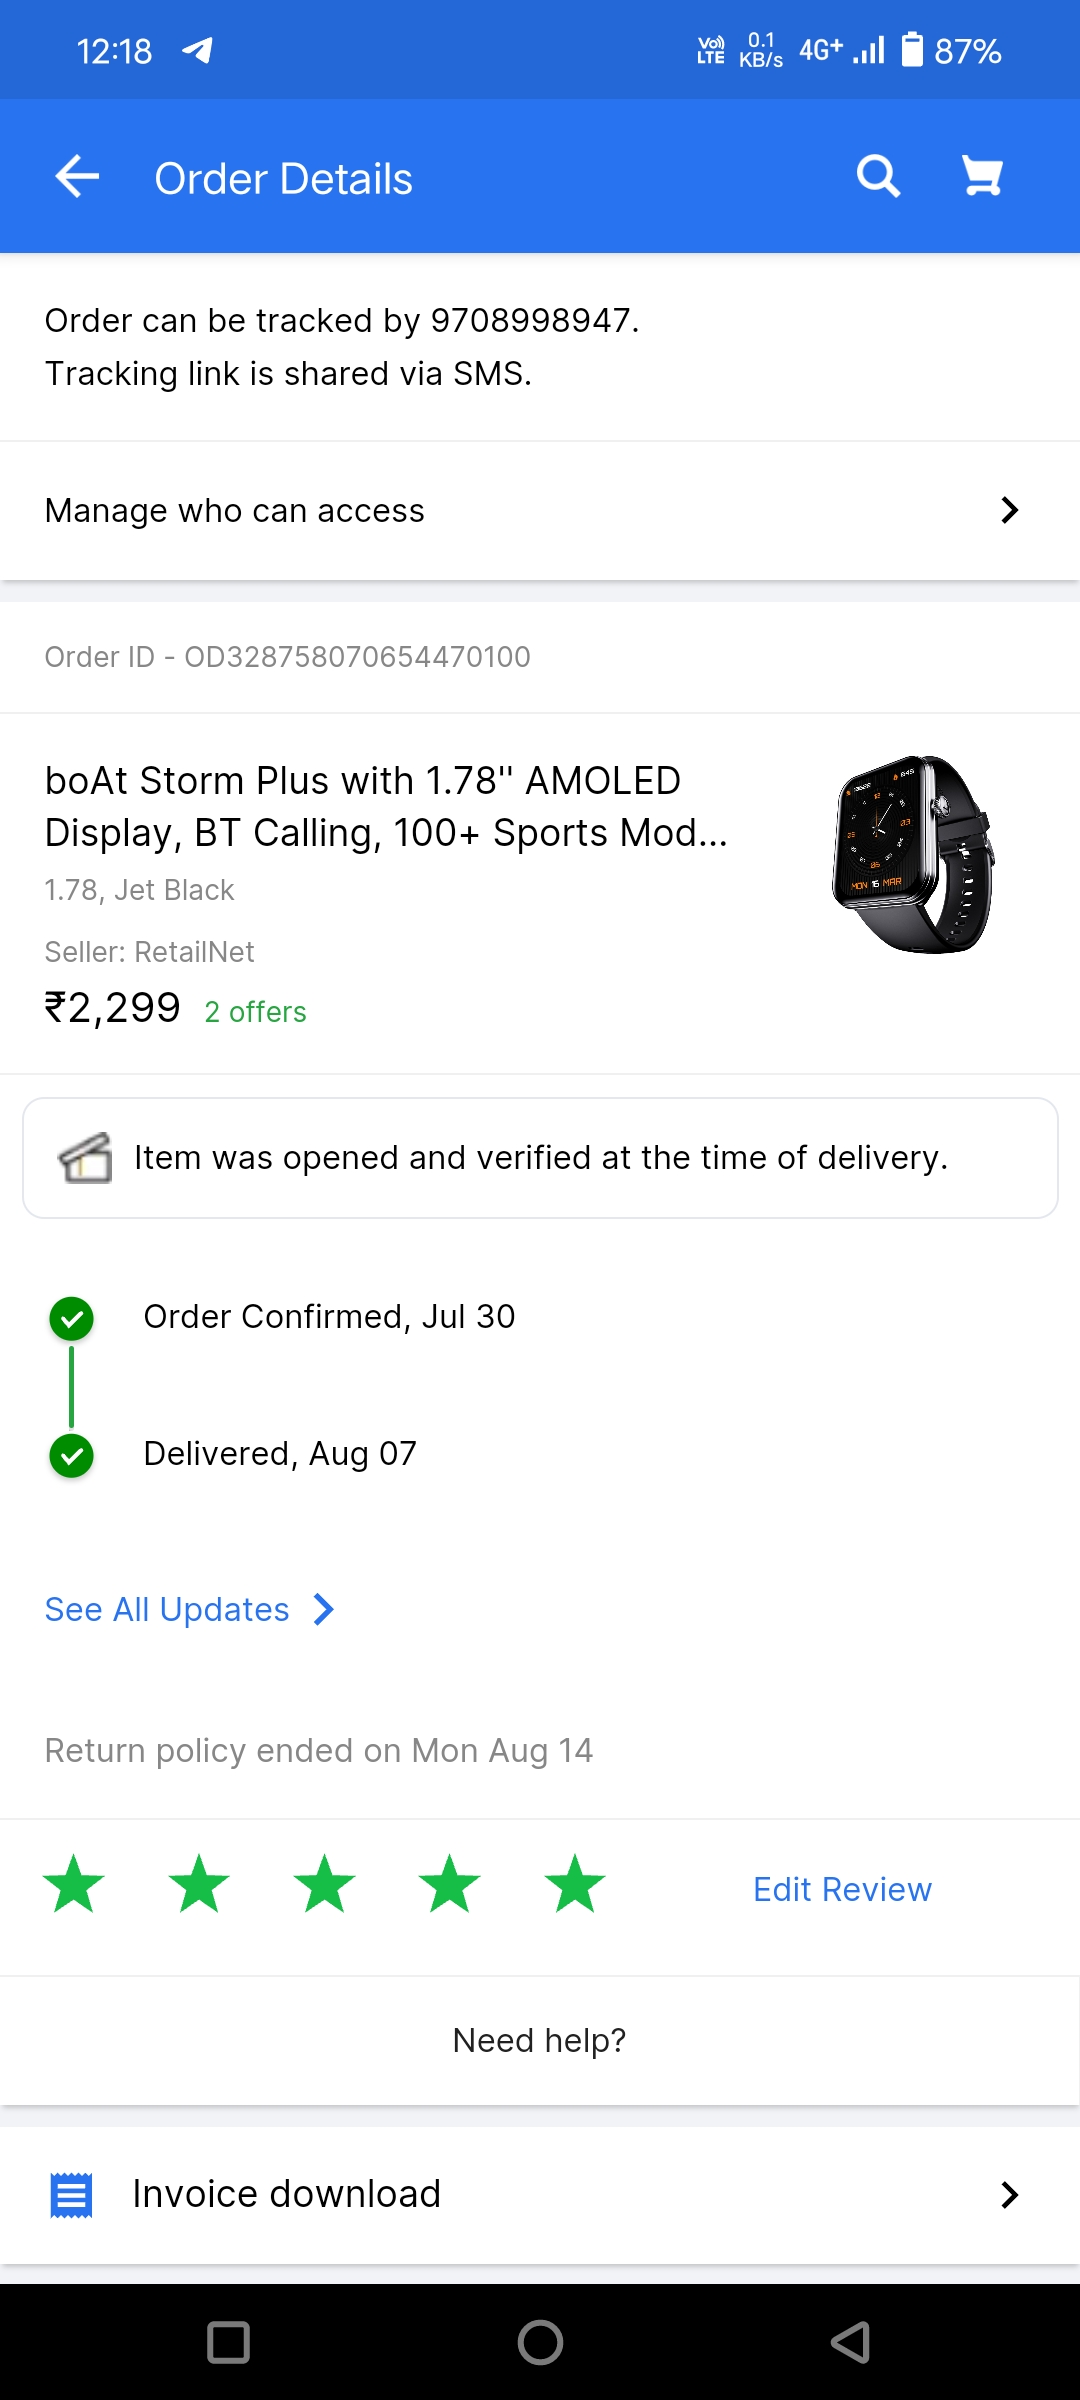 12:18
Vo)) LTE 0.1 KB/s 4G+ 87%
Order Details
Order can be tracked by 9708998947.
Tracking link is shared via SMS.
Manage who can access
Order ID - OD328758070654470100
boAt Storm Plus with 1.78'' AMOLED
Display, BT Calling, 100+ Sports Mod...
1.78, Jet Black
Seller: RetailNet
₹2,299 2 offers
MON 16 MAR
Item was opened and verified at the time of delivery.
Order Confirmed, Jul 30
Delivered, Aug 07
See All Updates
Return policy ended on Mon Aug 14
Edit Review
Need help?
Invoice download